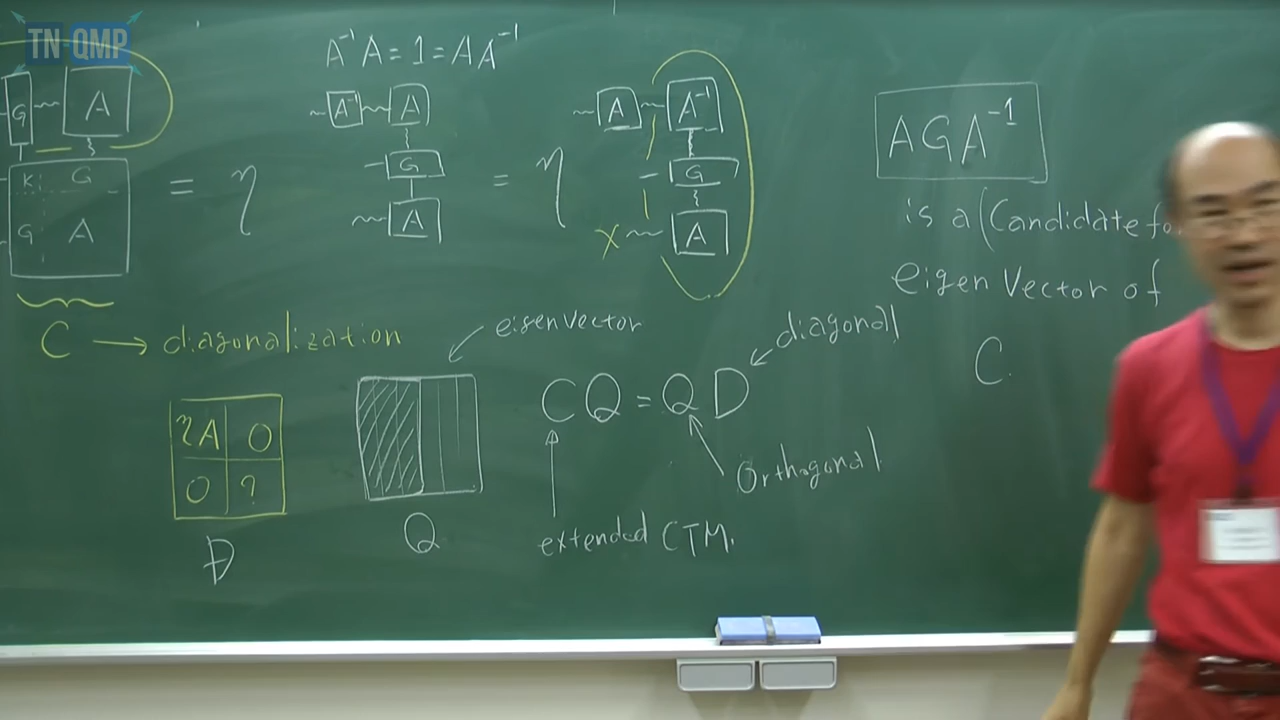 TN QMP
A⁻¹A = 1 = AA⁻¹
G A
K G
G A
= η
A⁻¹ A
G
A
= η
A A⁻¹
G
x A
AGA⁻¹
is a (Candidate
eigen Vector of
C
C → diagonalization
ηA 0
0 ?
D
eigenvector
Q
CQ = QD
diagonal
Orthogonal
extended CTM.